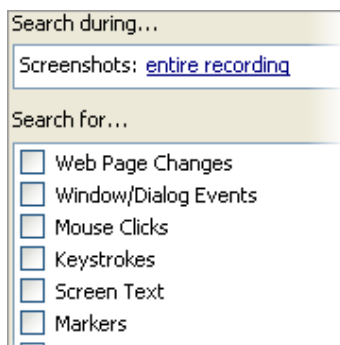 Search during...
Screenshots: entire recording
Search for...
Web Page Changes
Window/Dialog Events
Mouse Clicks
Keystrokes
Screen Text
Markers